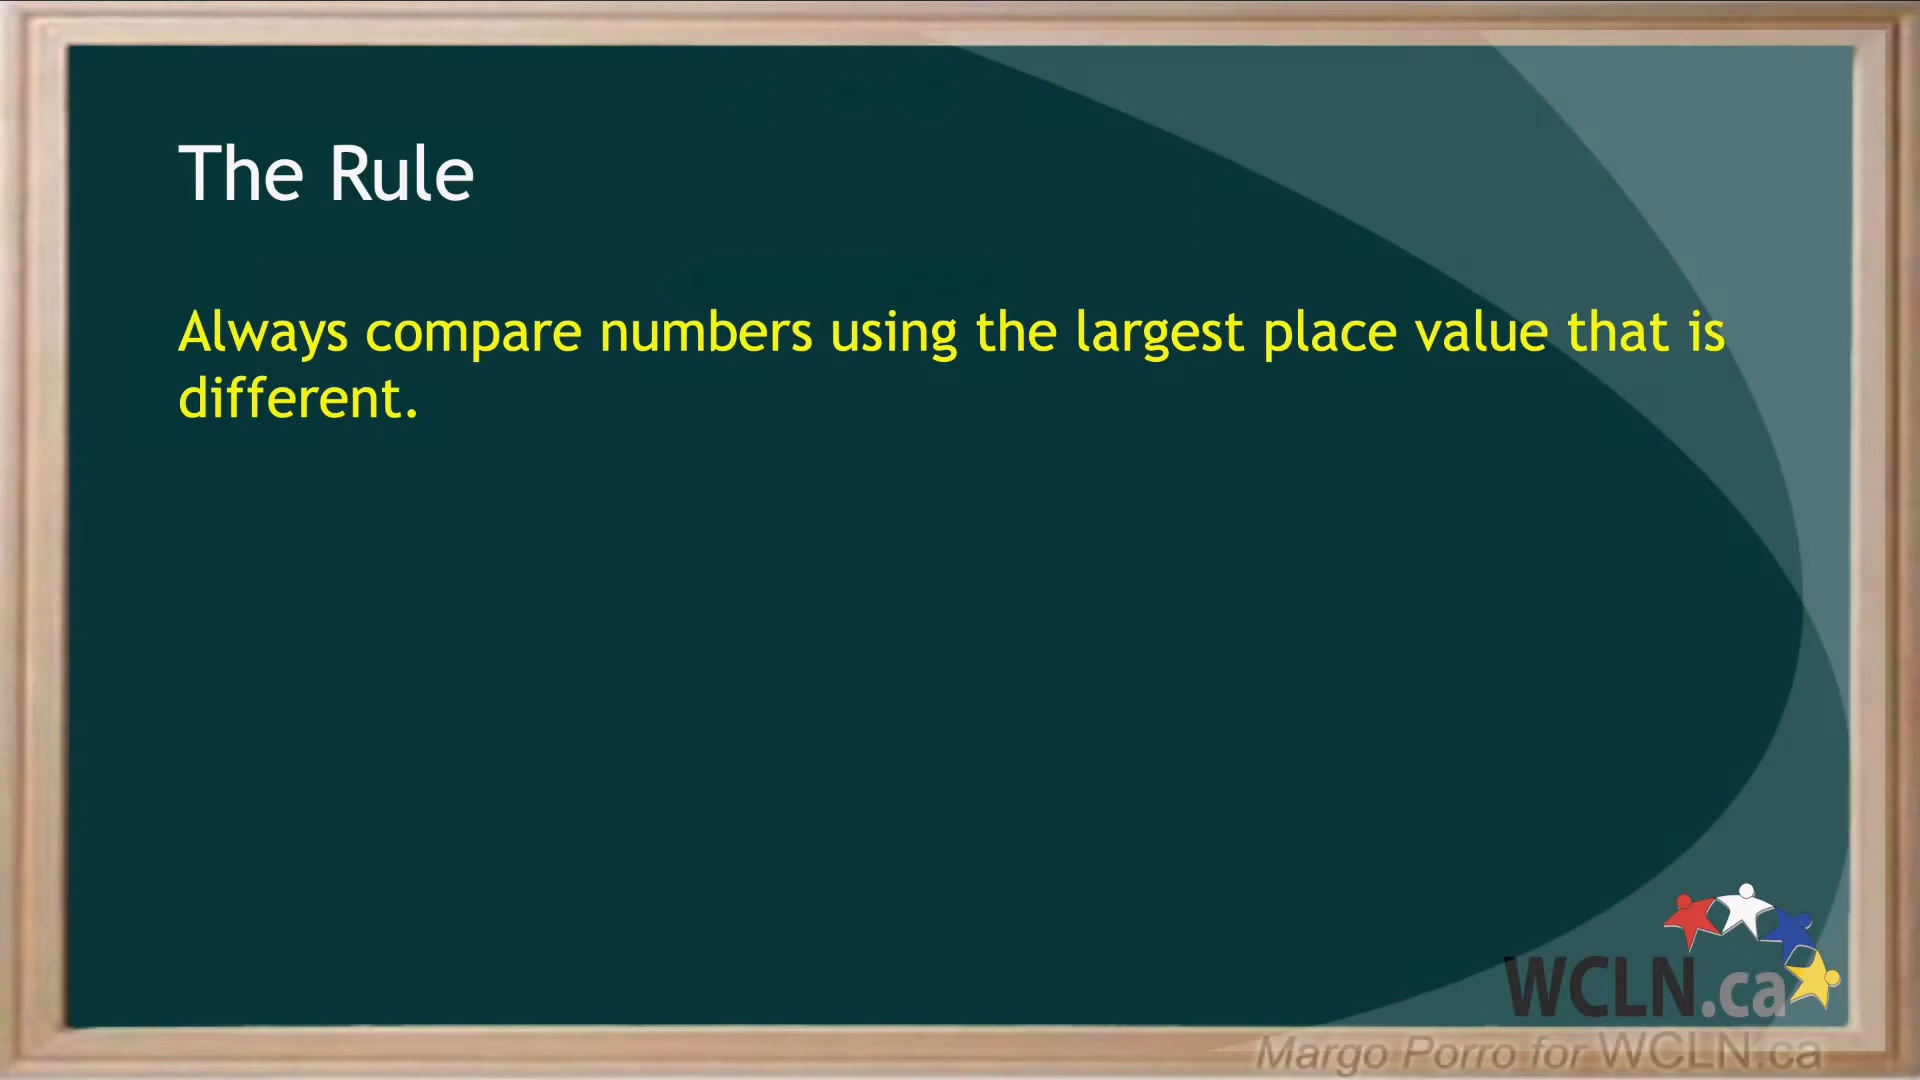 The Rule
Always compare numbers using the largest place value that is
different.
WCLN.ca
Margo Porro for WCLN.ca